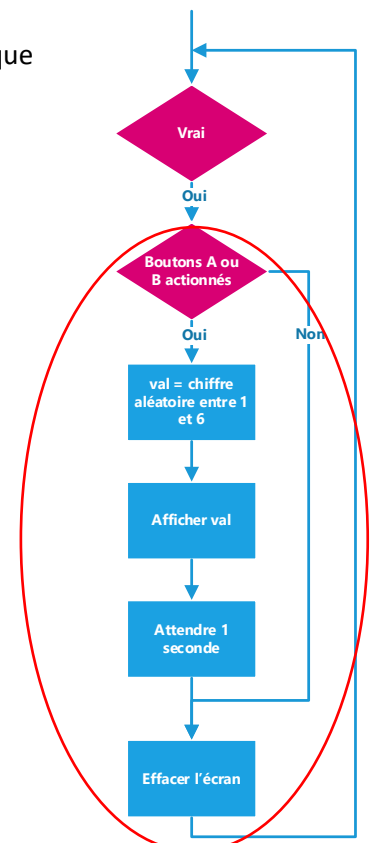 que
Vrai
Oui
Boutons A ou
B actionnés
Oui
Non
val = chiffre
aléatoire entre 1
et 6
Afficher val
Attendre 1
seconde
Effacer l'écran